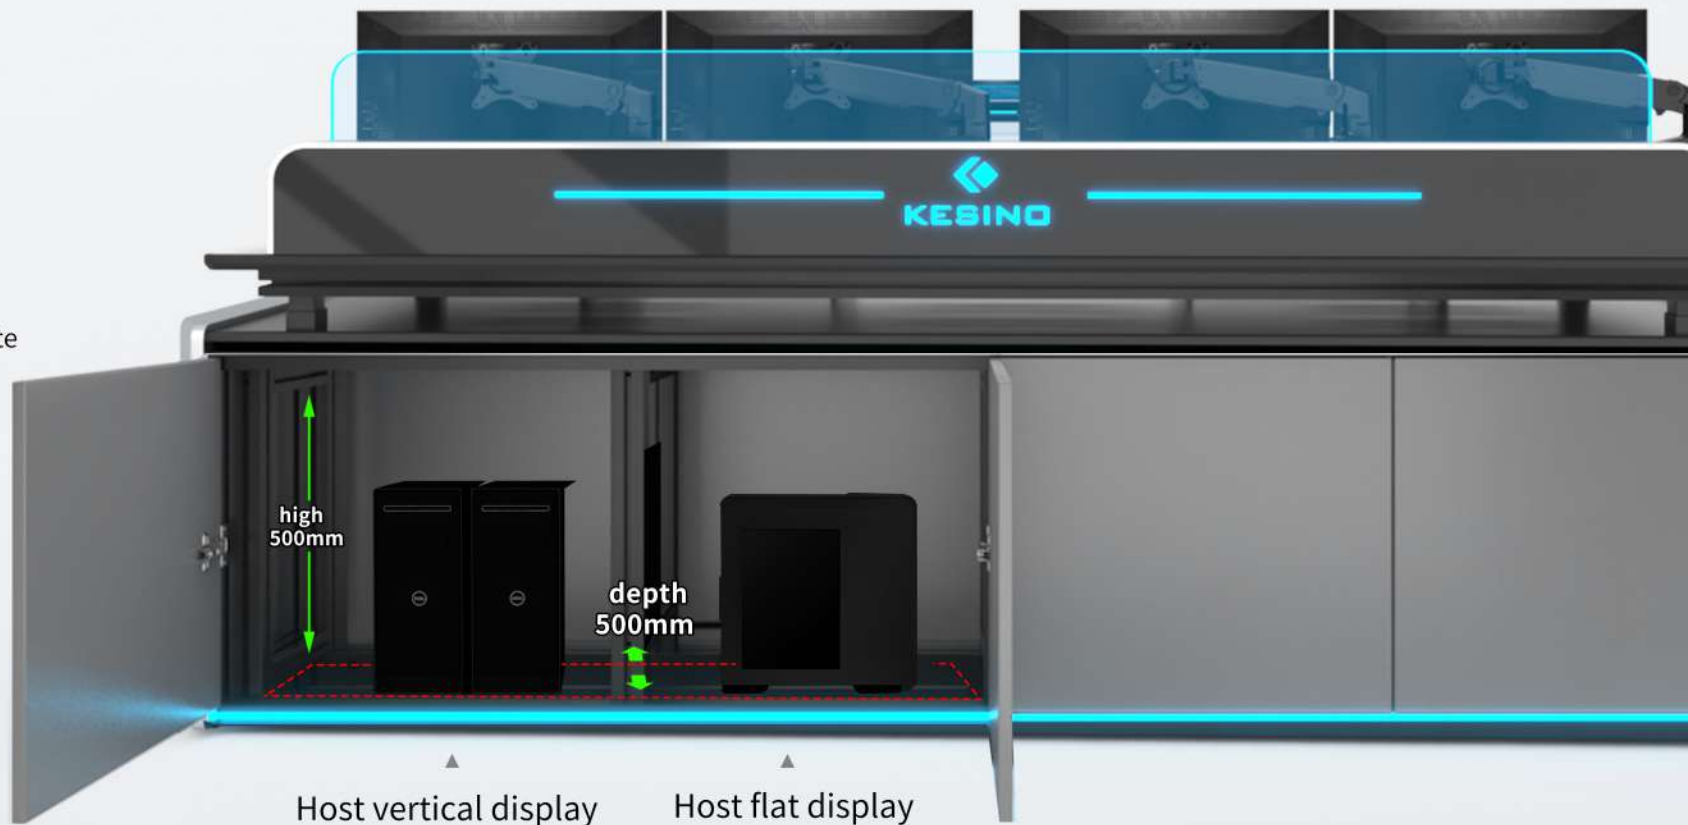 KESINO
high
500mm
depth
500mm
Host vertical display
Host flat display